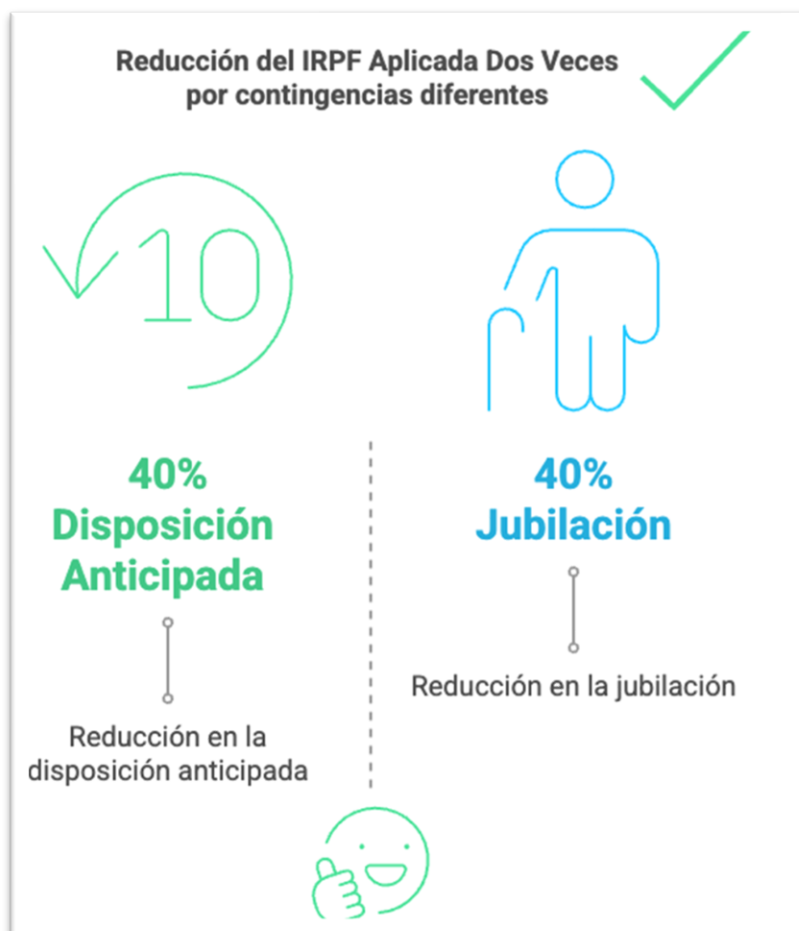 Reducción del IRPF Aplicada Dos Veces
por contingencias diferentes
10
40%
Disposición
Anticipada
Reducción en la
disposición anticipada
40%
Jubilación
Reducción en la jubilación